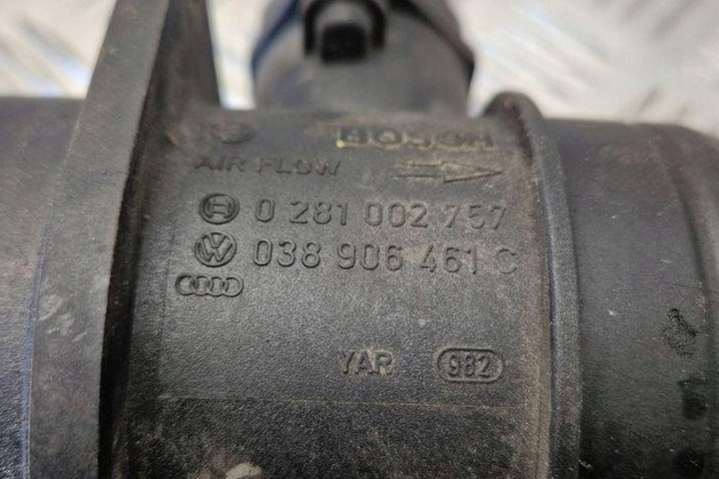 BOSCH
AIR FLOW
0 281 002 757
038 906 461 C
YAR 982